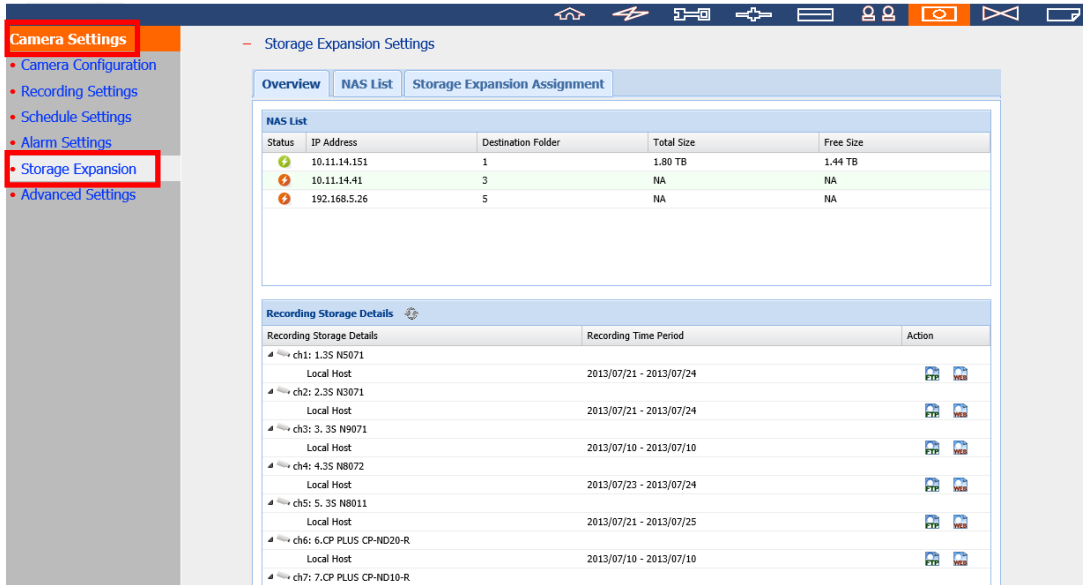 Camera Settings
Camera Configuration
Recording Settings
Schedule Settings
Alarm Settings
Storage Expansion
Advanced Settings
− Storage Expansion Settings
Overview NAS List Storage Expansion Assignment
NAS List
Status IP Address Destination Folder Total Size Free Size
10.11.14.151 1 1.80 TB 1.44 TB
10.11.14.41 3 NA NA
192.168.5.26 5 NA NA
Recording Storage Details
Recording Storage Details Recording Time Period Action
ch1: 1.3S N5071
Local Host 2013/07/21 - 2013/07/24 FTP WEB
ch2: 2.3S N3071
Local Host 2013/07/21 - 2013/07/24 FTP WEB
ch3: 3. 3S N9071
Local Host 2013/07/10 - 2013/07/10 FTP WEB
ch4: 4.3S N8072
Local Host 2013/07/23 - 2013/07/24 FTP WEB
ch5: 5. 3S N8011
Local Host 2013/07/21 - 2013/07/25 FTP WEB
ch6: 6.CP PLUS CP-ND20-R
Local Host 2013/07/10 - 2013/07/10 FTP WEB
ch7: 7.CP PLUS CP-ND10-R